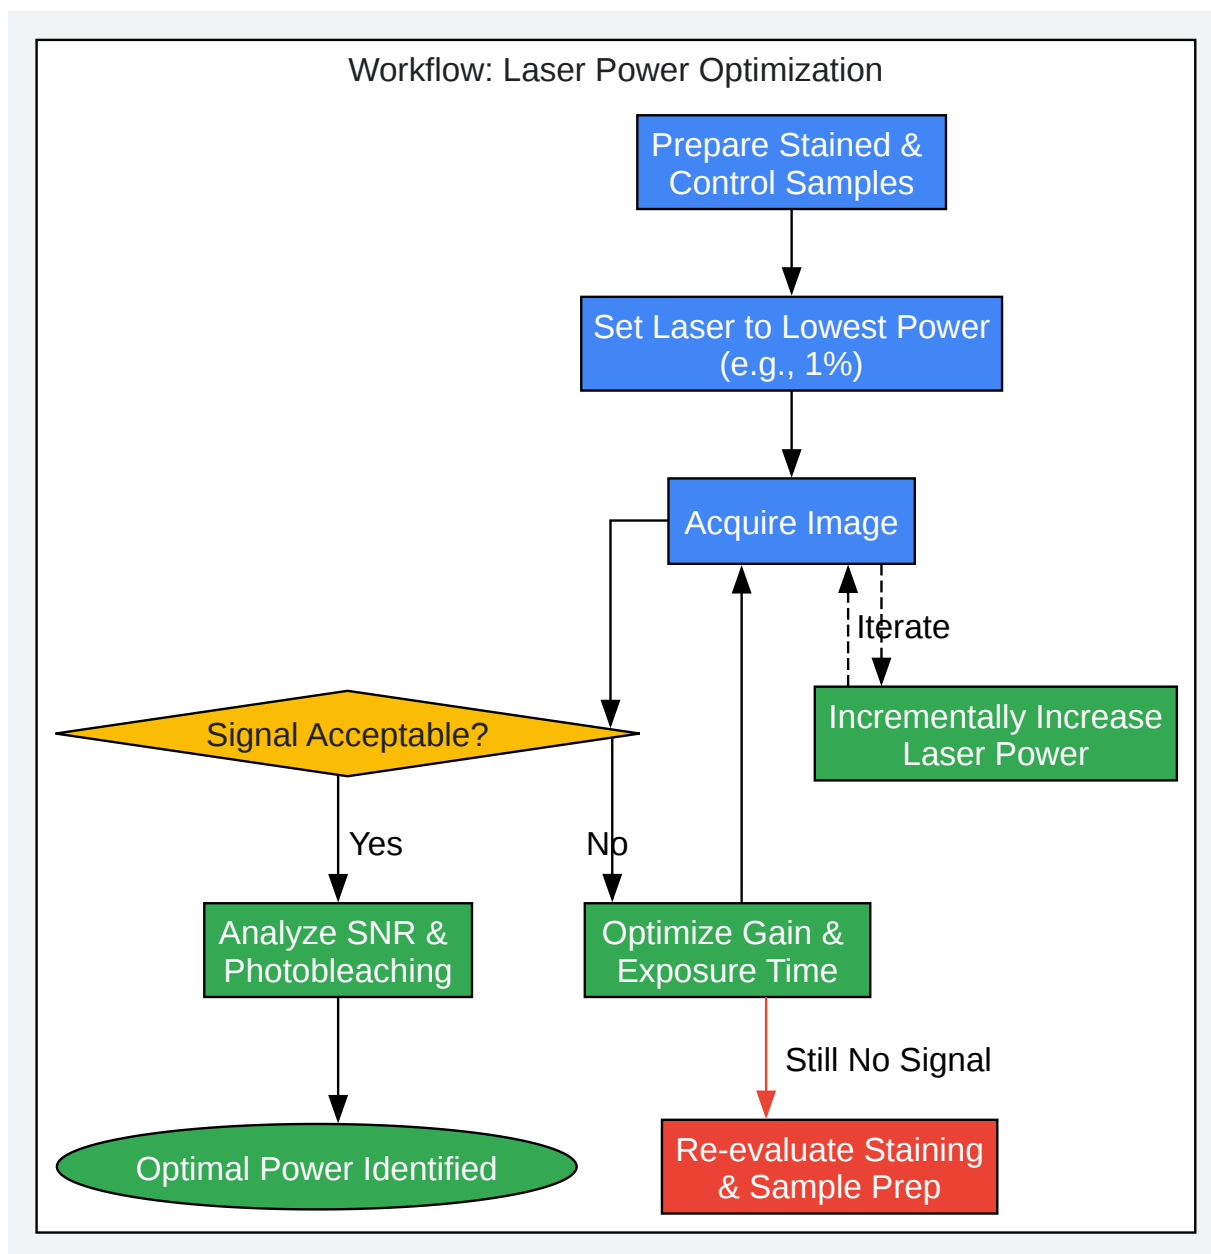 Workflow: Laser Power Optimization
Prepare Stained &
Control Samples
Set Laser to Lowest Power
(e.g., 1%)
Acquire Image
Iterate
Incrementally Increase
Laser Power
Signal Acceptable?
Yes
No
Analyze SNR &
Photobleaching
Optimize Gain &
Exposure Time
Still No Signal
Optimal Power Identified
Re-evaluate Staining
& Sample Prep